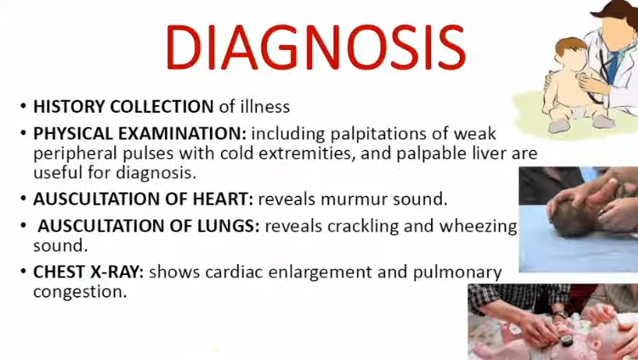 DIAGNOSIS
• HISTORY COLLECTION of illness
• PHYSICAL EXAMINATION: including palpitations of weak
peripheral pulses with cold extremities, and palpable liver are
useful for diagnosis.
• AUSCULTATION OF HEART: reveals murmur sound.
• AUSCULTATION OF LUNGS: reveals crackling and wheezing
sound.
• CHEST X-RAY: shows cardiac enlargement and pulmonary
congestion.